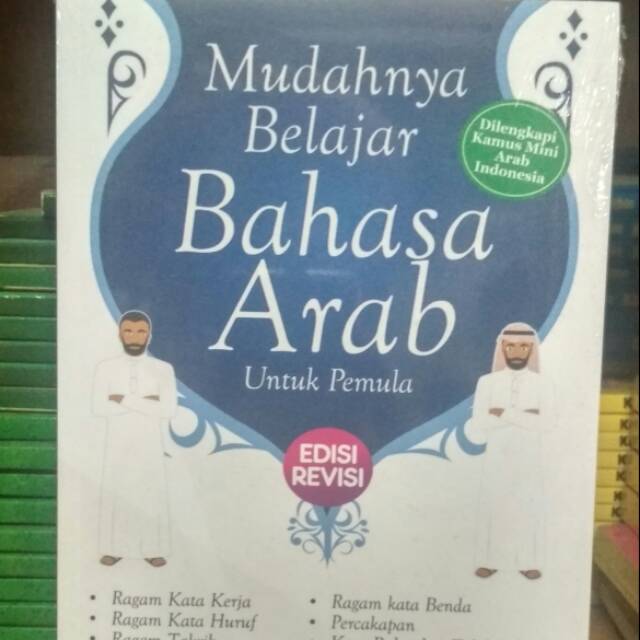 Mudahnya
Belajar
Bahasa
Arab
Untuk Pemula
Dilengkapi
Kamus Mini
Arab
Indonesia
EDISI
REVISI
• Ragam Kata Kerja
• Ragam Kata Huruf
• Ragam
• Ragam kata Benda
• Percakapan